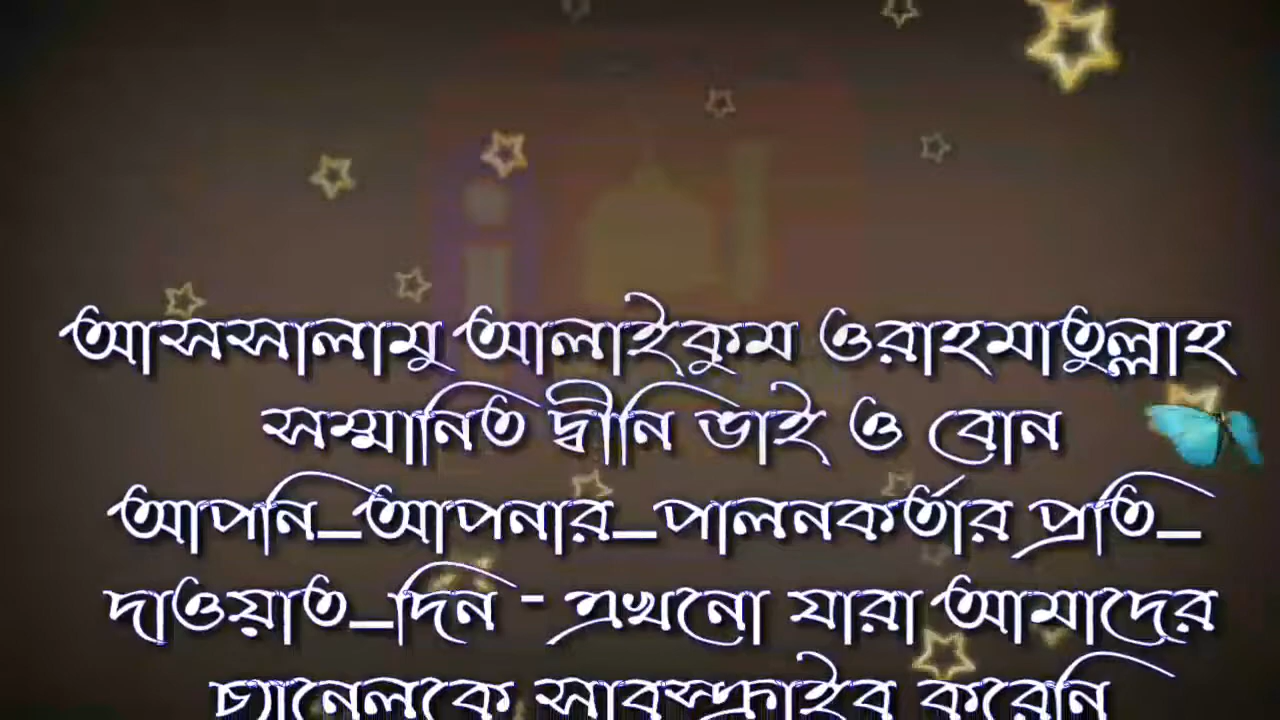 আসসালামু আলাইকুম ওরাহমাতুল্লাহ
সম্মানিত দ্বীনি ভাই ও বোন
আপনি_আপনার_পালনকর্তার প্রতি_
দাওয়াত_দিন - এখনো যারা আমাদের
চ্যানেলকে সাবস্ক্রাইব করেনি